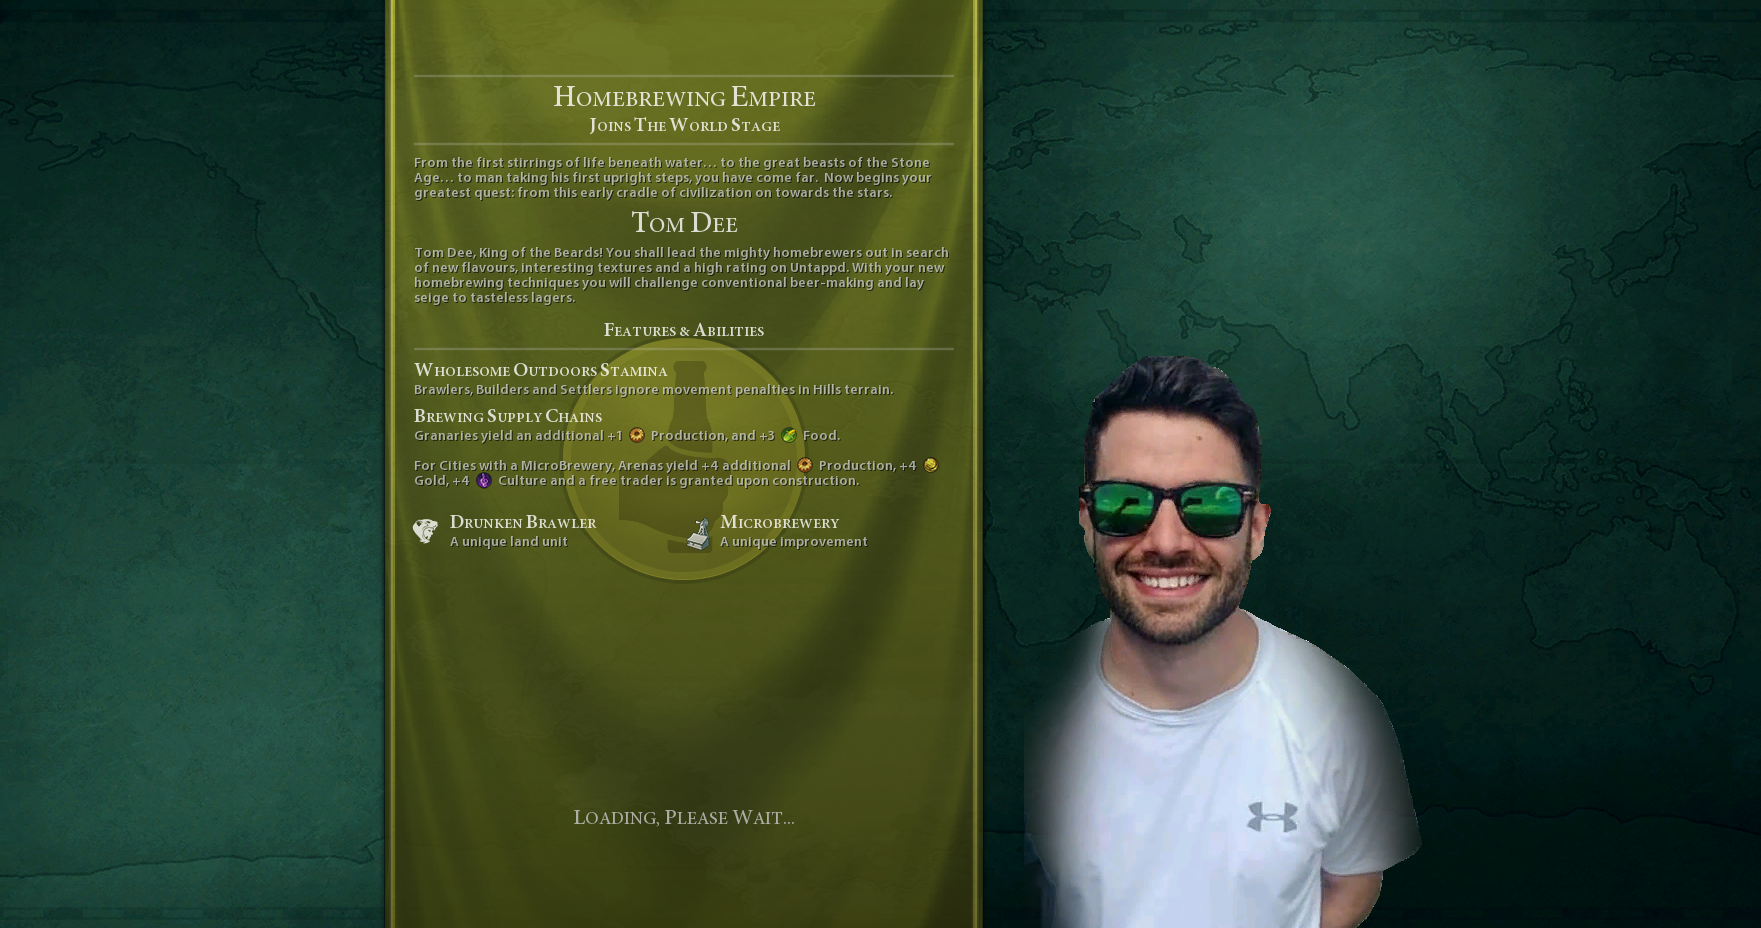 Homebrewing Empire
Joins The World Stage
From the first stirrings of life beneath water... to the great beasts of the Stone
Age... to man taking his first upright steps, you have come far.  Now begins your
greatest quest: from this early cradle of civilization on towards the stars.
Tom Dee
Tom Dee, King of the Beards! You shall lead the mighty homebrewers out in search
of new flavours, interesting textures and a high rating on Untappd. With your new
homebrewing techniques you will challenge conventional beer-making and lay
seige to tasteless lagers.
Features & Abilities
Wholesome Outdoors Stamina
Brawlers, Builders and Settlers ignore movement penalties in Hills terrain.
Brewing Supply Chains
Granaries yield an additional +1 Production, and +3 Food.
For Cities with a MicroBrewery, Arenas yield +4 additional Production, +4
Gold, +4 Culture and a free trader is granted upon construction.
Drunken Brawler
A unique land unit
Microbrewery
A unique improvement
Loading, Please Wait...